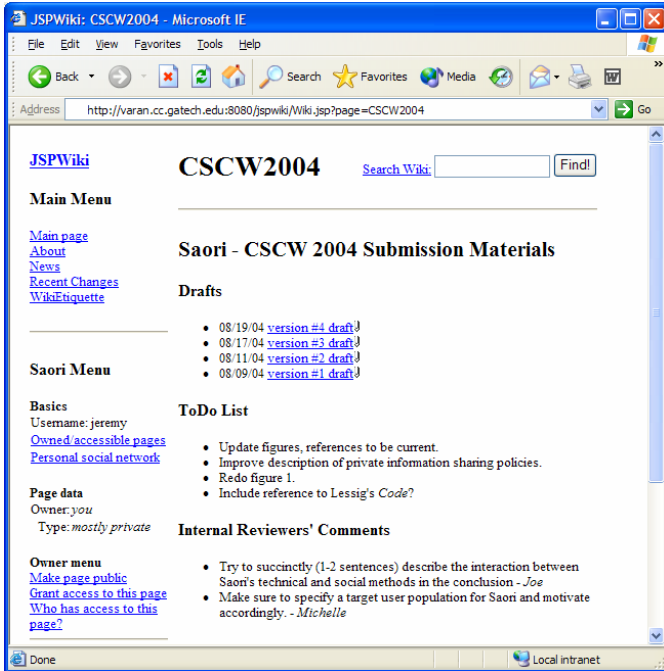 JSPWiki: CSCW2004 - Microsoft IE
File Edit View Favorites Tools Help
Back Search Favorites Media
Address http://varan.cc.gatech.edu:8080/jspwiki/Wiki.jsp?page=CSCW2004 Go
JSPWiki
Main Menu
Main page
About
News
Recent Changes
WikiEtiquette
Saori Menu
Basics
Username: jeremy
Owned/accessible pages
Personal social network
Page data
Owner: you
Type: mostly private
Owner menu
Make page public
Grant access to this page
Who has access to this
page?
CSCW2004
Search Wiki: Find!
Saori - CSCW 2004 Submission Materials
Drafts
• 08/19/04 version #4 draft
• 08/17/04 version #3 draft
• 08/11/04 version #2 draft
• 08/09/04 version #1 draft
ToDo List
• Update figures, references to be current.
• Improve description of private information sharing policies.
• Redo figure 1.
• Include reference to Lessig's Code?
Internal Reviewers' Comments
• Try to succinctly (1-2 sentences) describe the interaction between
Saori's technical and social methods in the conclusion - Joe
• Make sure to specify a target user population for Saori and motivate
accordingly. - Michelle
Done Local intranet